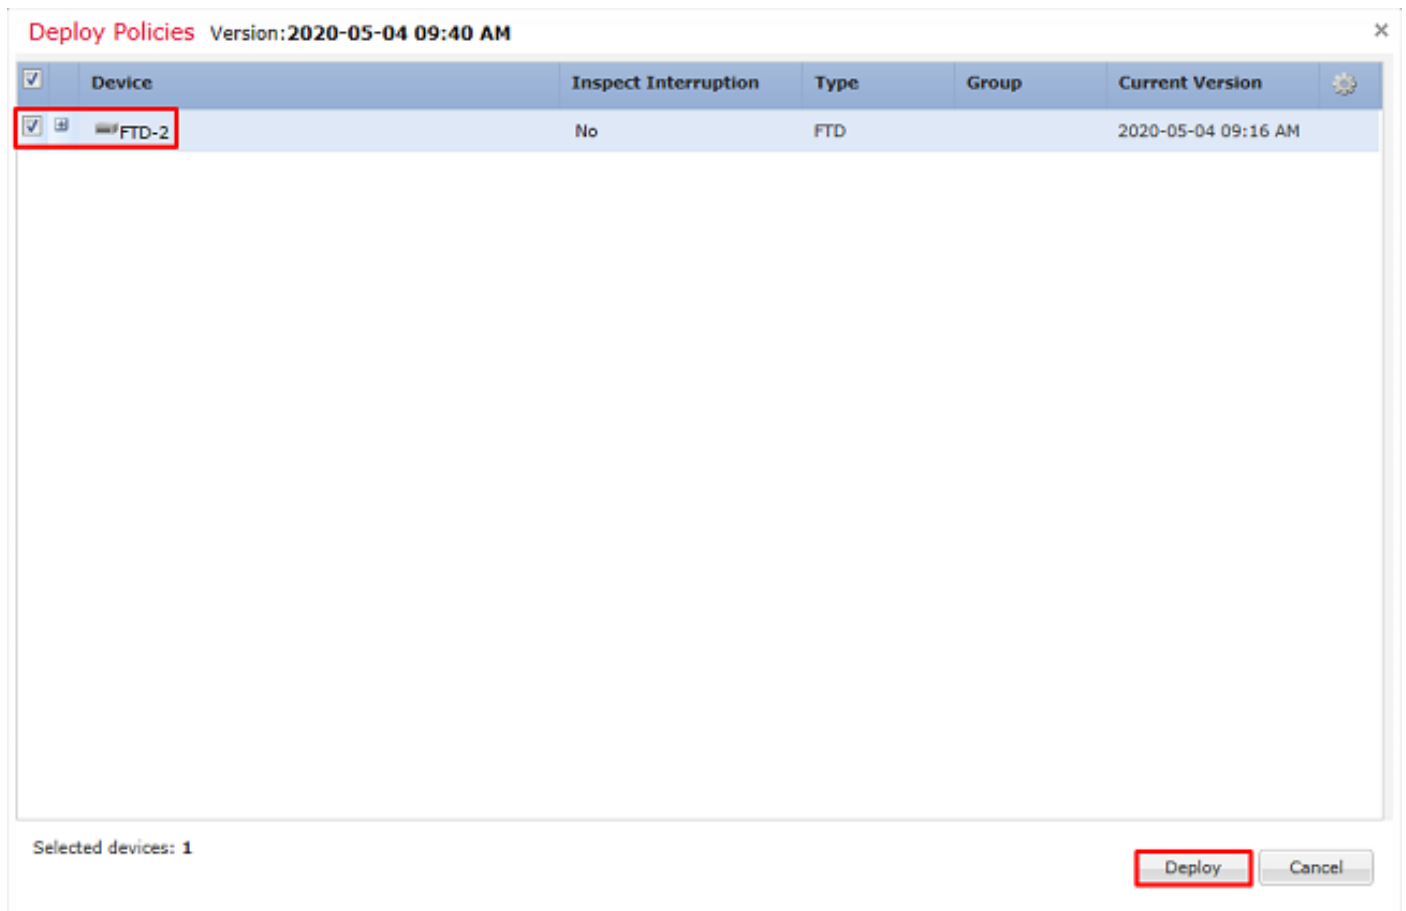 Deploy Policies Version:2020-05-04 09:40 AM
Device Inspect Interruption Type Group Current Version
FTD-2 No FTD 2020-05-04 09:16 AM
Selected devices: 1
Deploy Cancel